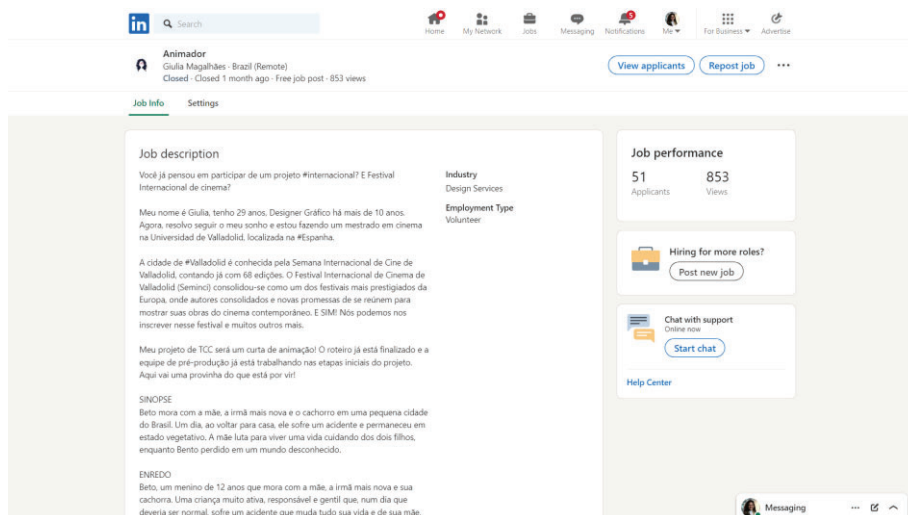 in
Search
Home
My Network
Jobs
Messaging
Notifications
Me
For Business
Advertise
Animador
Giulia Magalhães · Brazil (Remote)
Closed · Closed 1 month ago · Free job post · 853 views
View applicants
Repost job
Job Info
Settings
Job description
Você já pensou em participar de um projeto #internacional? E Festival
Internacional de cinema?
Meu nome é Giulia, tenho 29 anos, Designer Gráfico há mais de 10 anos.
Agora, resolvo seguir o meu sonho e estou fazendo um mestrado em cinema
na Universidad de Valladolid, localizada na #Espanha.
A cidade de #Valladolid é conhecida pela Semana Internacional de Cine de
Valladolid, contando já com 68 edições. O Festival Internacional de Cinema de
Valladolid (Seminci) consolidou-se como um dos festivais mais prestigiados da
Europa, onde autores consolidados e novas promessas de se reúnem para
mostrar suas obras do cinema contemporâneo. E SIM! Nós podemos nos
inscrever nesse festival e muitos outros mais.
Meu projeto de TCC será um curta de animação! O roteiro já está finalizado e a
equipe de pré-produção já está trabalhando nas etapas iniciais do projeto.
Aqui vai uma provinha do que está por vir!
SINOPSE
Beto mora com a mãe, a irmã mais nova e o cachorro em uma pequena cidade
do Brasil. Um dia, ao voltar para casa, ele sofre um acidente e permaneceu em
estado vegetativo. A mãe luta para viver uma vida cuidando dos dois filhos,
enquanto Bento perdido em um mundo desconhecido.
ENREDO
Beto, um menino de 12 anos que mora com a mãe, a irmã mais nova e sua
cachorra. Uma criança muito ativa, responsável e gentil que, num dia que
deveria ser normal, sofre um acidente que muda tudo sua vida e de sua mãe.
Industry
Design Services
Employment Type
Volunteer
Job performance
51
853
Applicants
Views
Hiring for more roles?
Post new job
Chat with support
Online now
Start chat
Help Center
Messaging